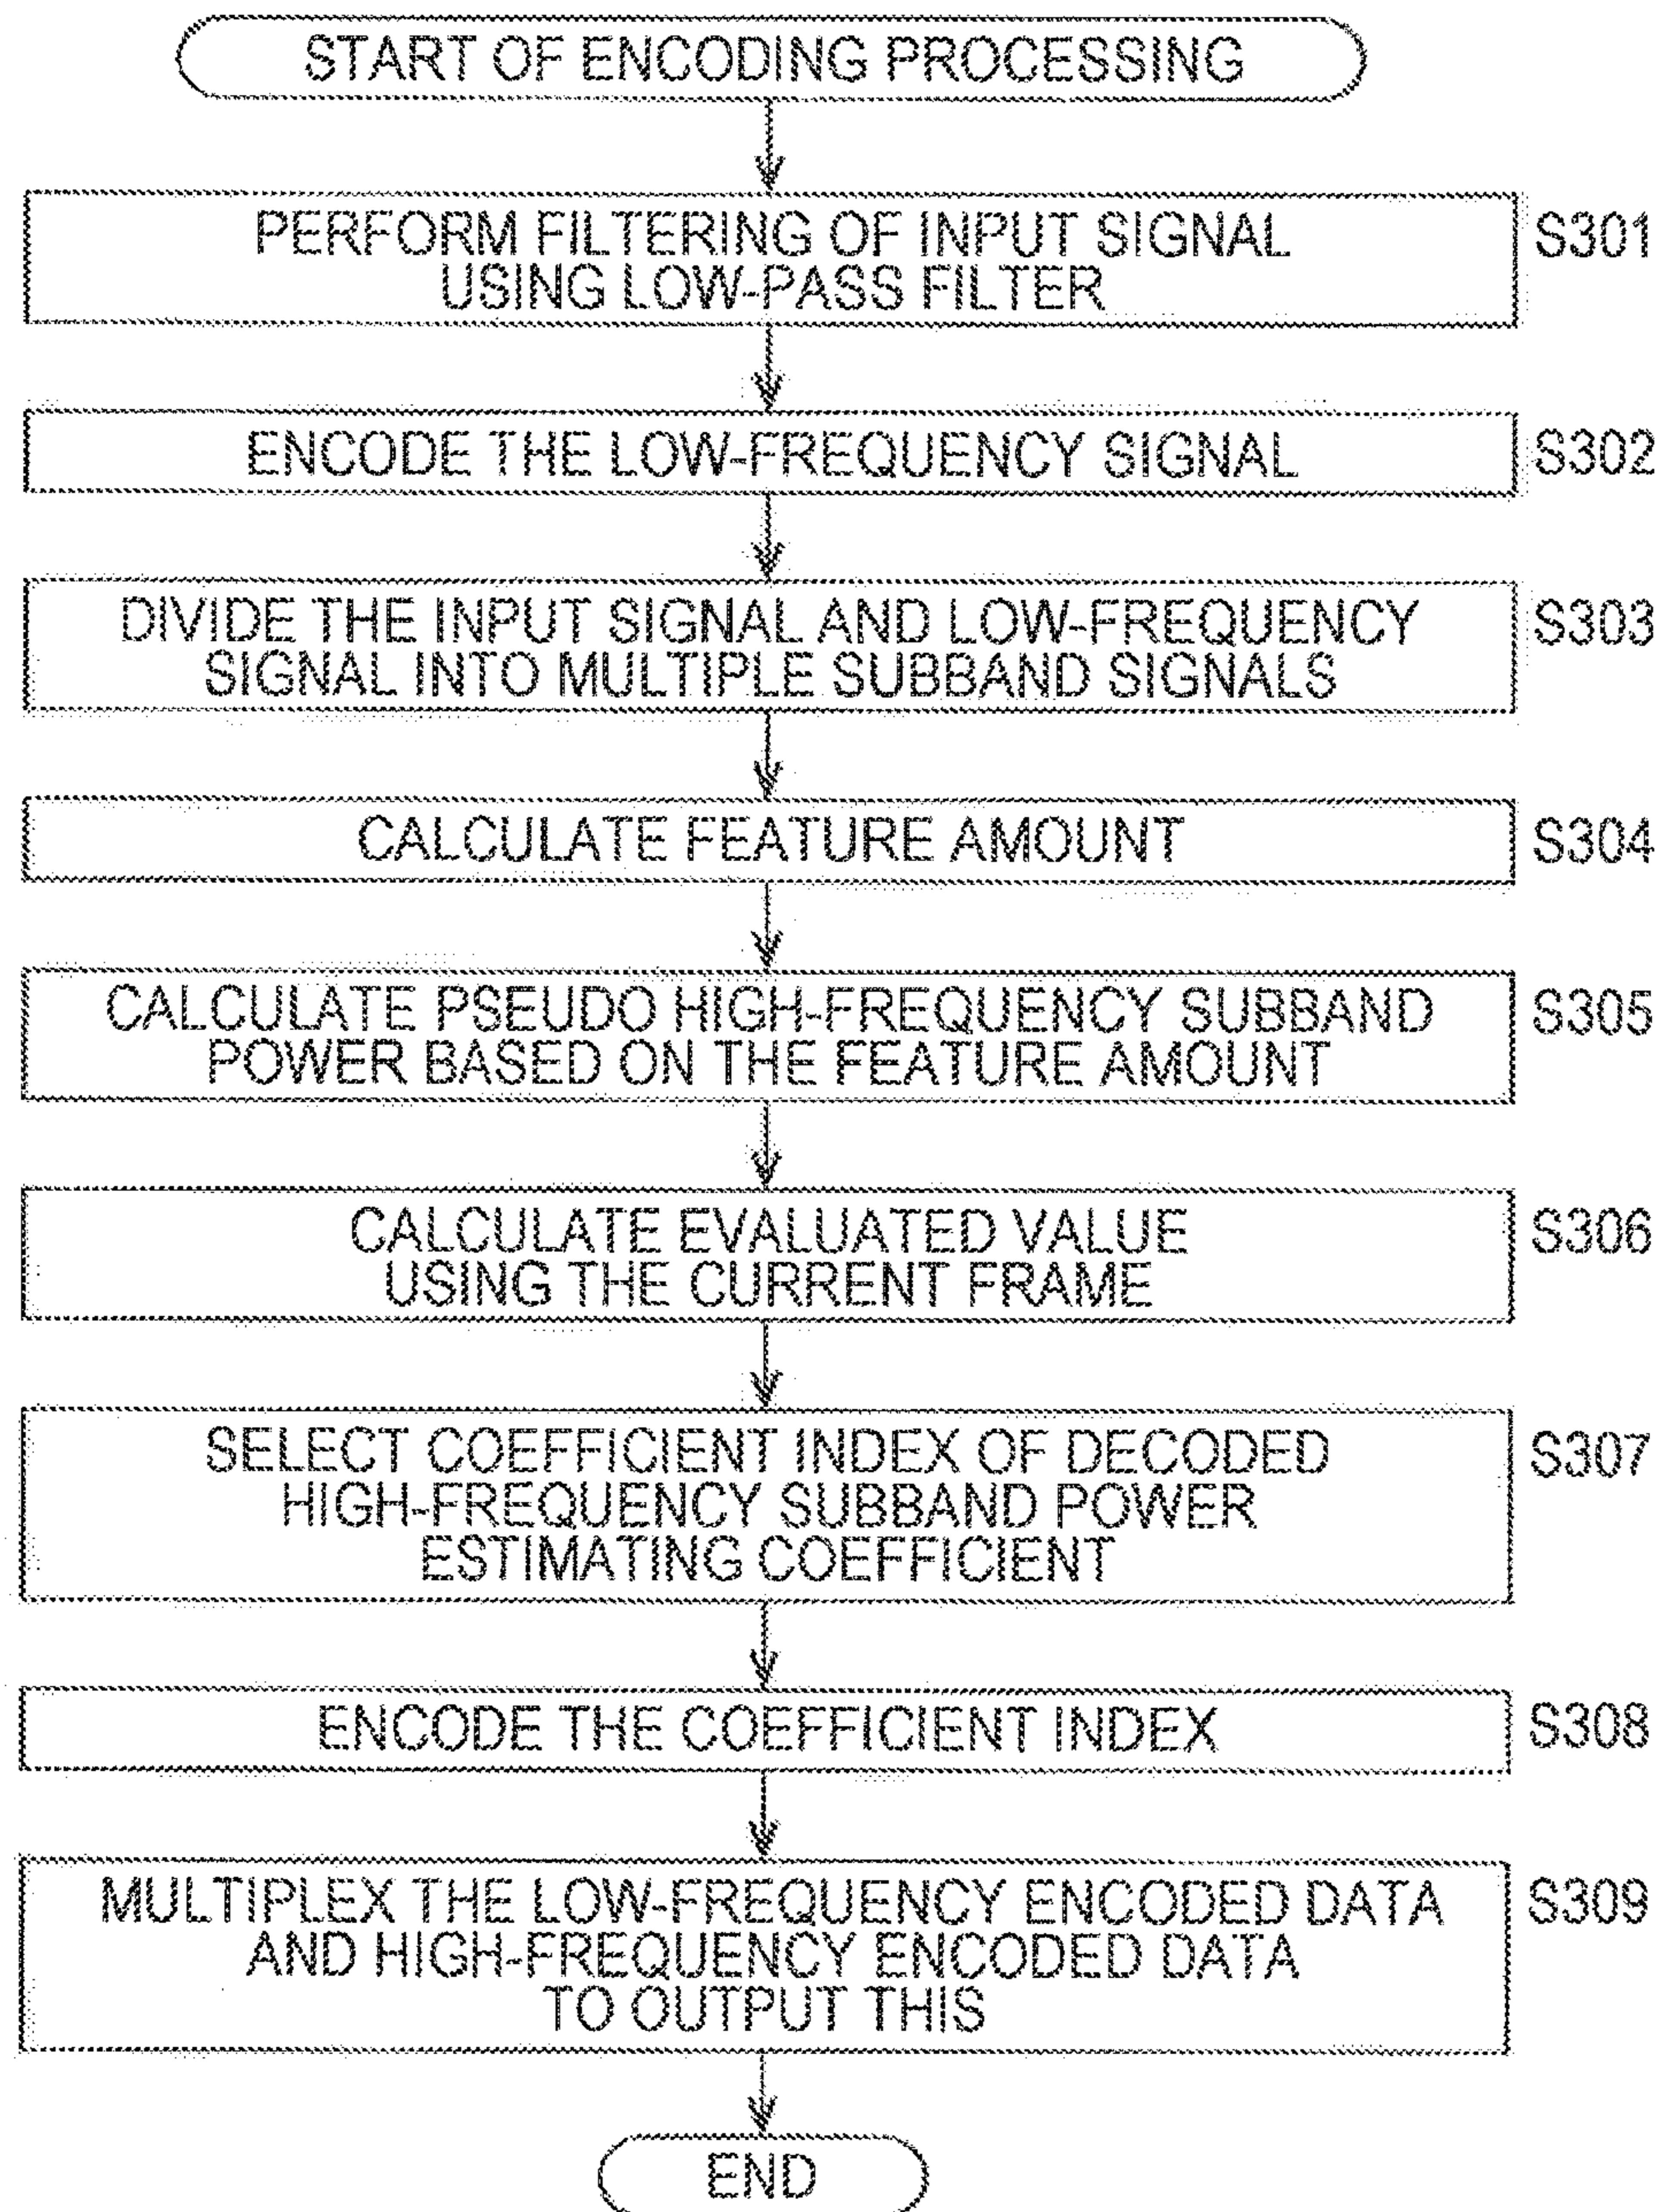 START OF ENCODING PROCESSING
PERFORM FILTERING OF INPUT SIGNAL
USING LOW-PASS FILTER
S301
ENCODE THE LOW-FREQUENCY SIGNAL
S302
DIVIDE THE INPUT SIGNAL AND LOW-FREQUENCY
SIGNAL INTO MULTIPLE SUBBAND SIGNALS
S303
CALCULATE FEATURE AMOUNT
S304
CALCULATE PSEUDO HIGH-FREQUENCY SUBBAND
POWER BASED ON THE FEATURE AMOUNT
S305
CALCULATE EVALUATED VALUE
USING THE CURRENT FRAME
S306
SELECT COEFFICIENT INDEX OF DECODED
HIGH-FREQUENCY SUBBAND POWER
ESTIMATING COEFFICIENT
S307
ENCODE THE COEFFICIENT INDEX
S308
MULTIPLEX THE LOW-FREQUENCY ENCODED DATA
AND HIGH-FREQUENCY ENCODED DATA
TO OUTPUT THIS
S309
END